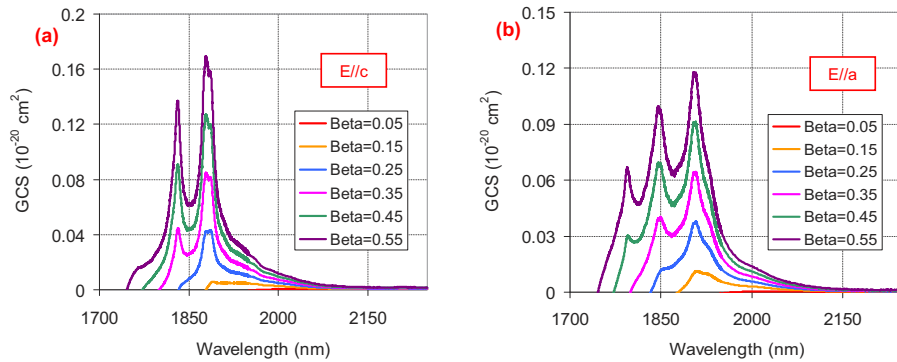 (a)
GCS (10⁻²⁰ cm²)
0.2
0.16
0.12
0.08
0.04
0
E//c
Beta=0.05
Beta=0.15
Beta=0.25
Beta=0.35
Beta=0.45
Beta=0.55
1700 1850 2000 2150
Wavelength (nm)
(b)
GCS (10⁻²⁰ cm²)
0.15
0.12
0.09
0.06
0.03
0
E//a
Beta=0.05
Beta=0.15
Beta=0.25
Beta=0.35
Beta=0.45
Beta=0.55
1700 1850 2000 2150
Wavelength (nm)